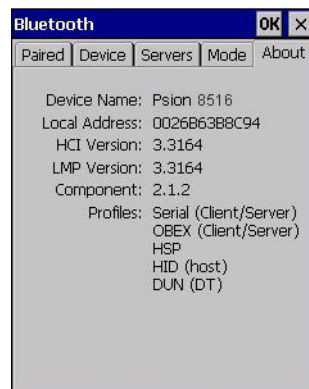 Bluetooth OK ×
Paired Device Servers Mode About
Device Name: Psion 8516
Local Address: 0026B63B8C94
HCI Version: 3.3164
LMP Version: 3.3164
Component: 2.1.2
Profiles: Serial (Client/Server)
OBEX (Client/Server)
HSP
HID (host)
DUN (DT)